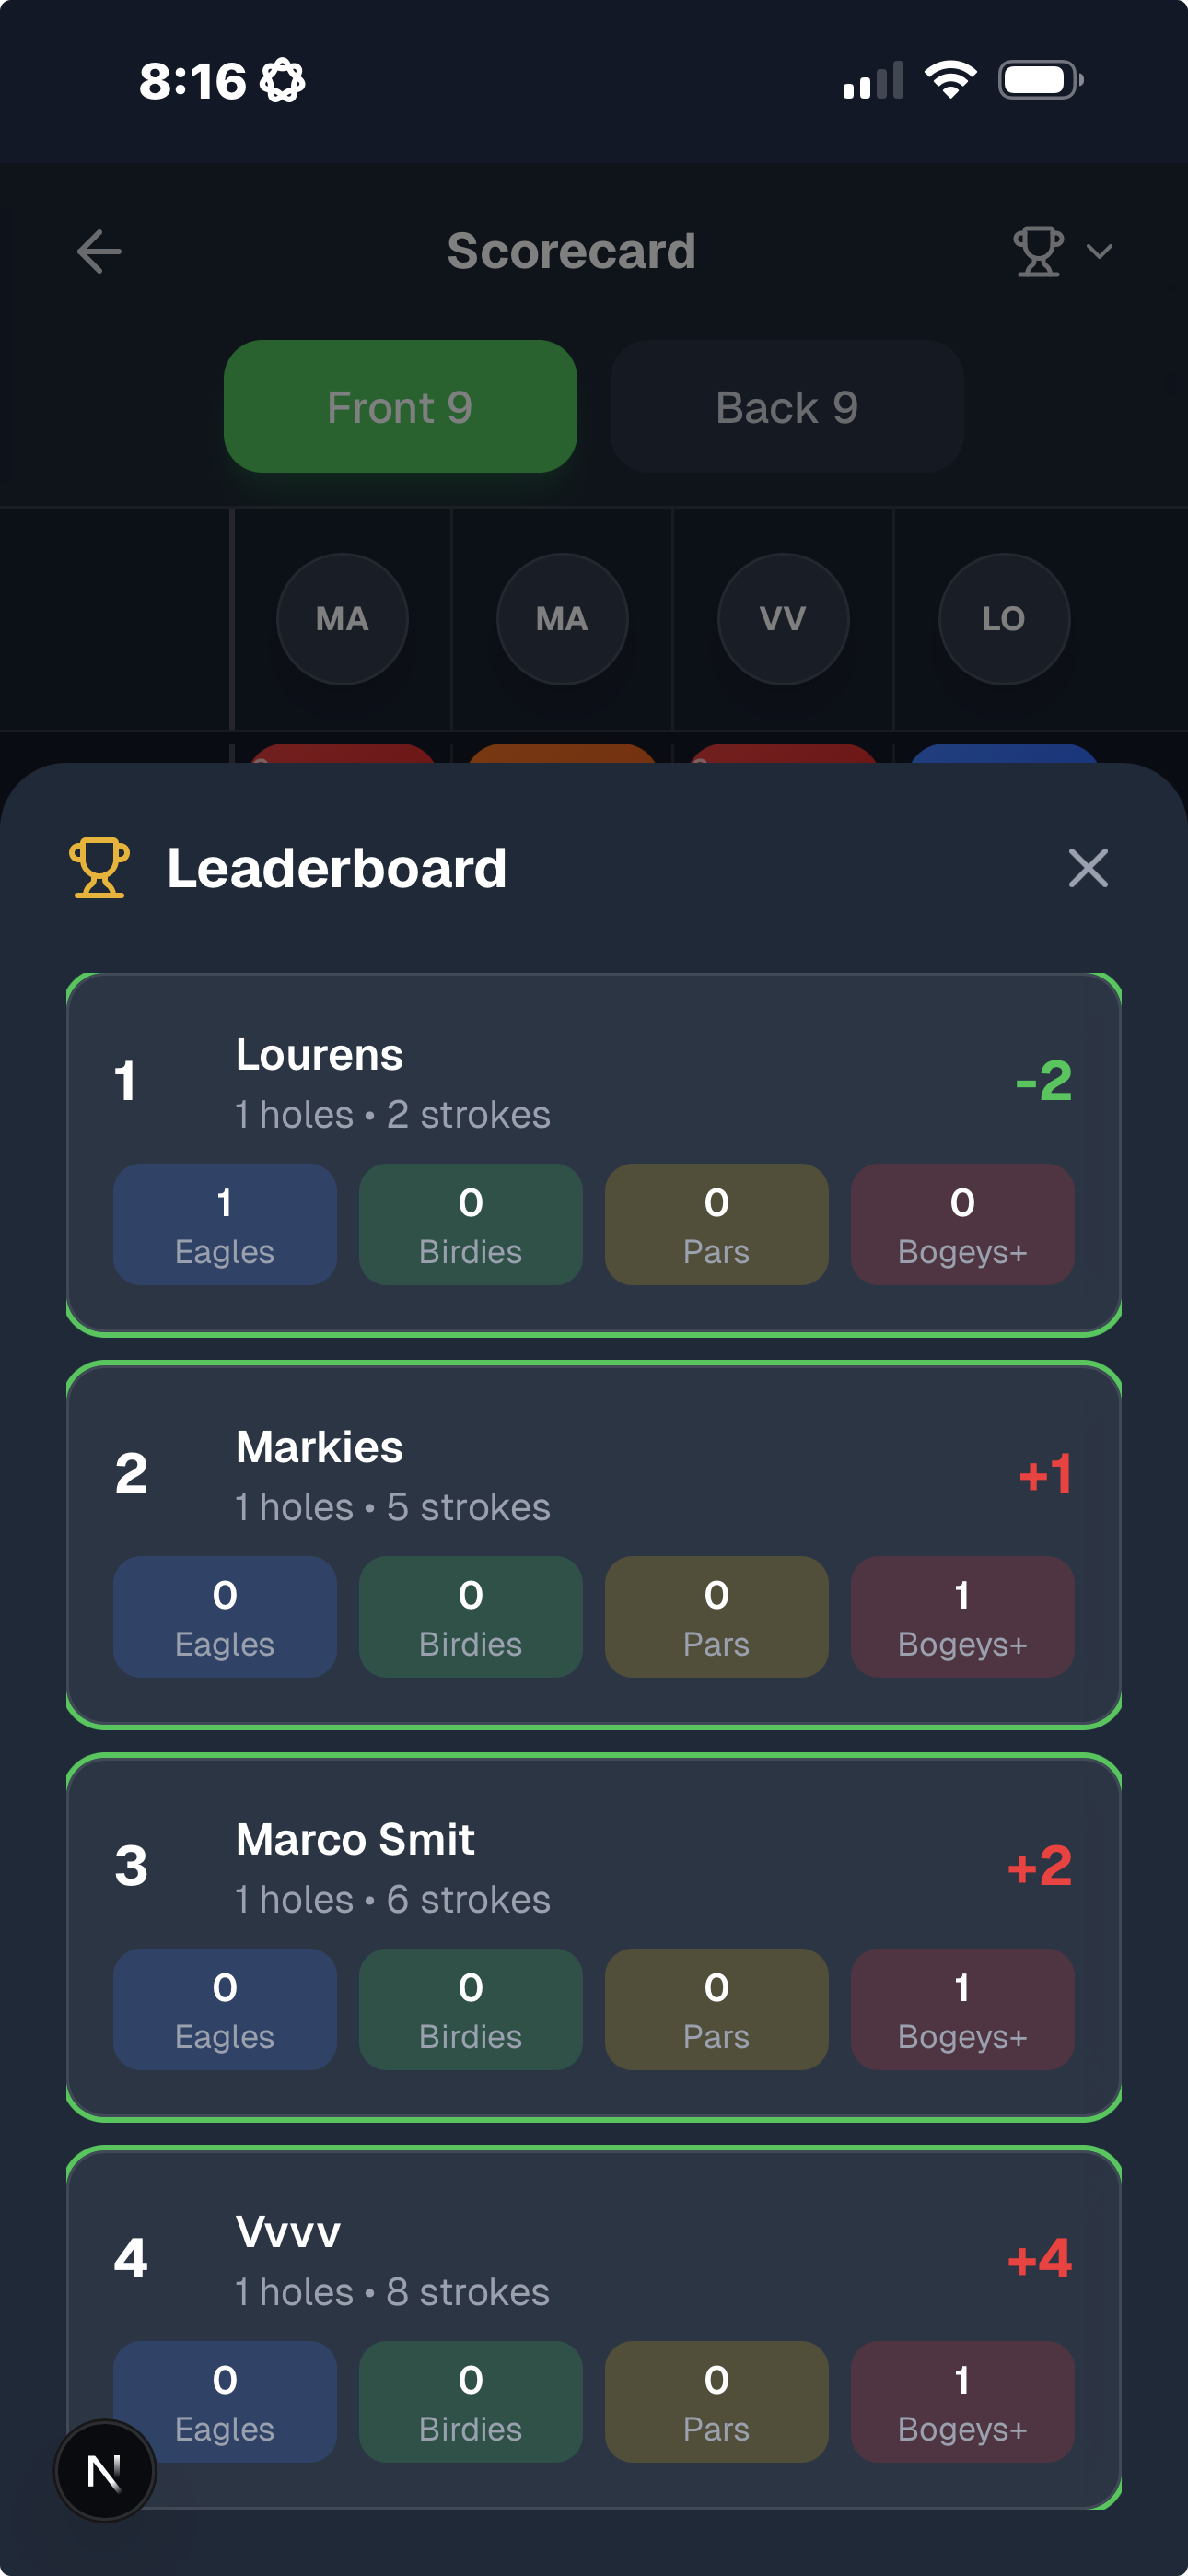 8:16
Scorecard
Front 9
Back 9
MA
MA
VV
LO
Leaderboard
1
Lourens
1 holes • 2 strokes
-2
1
Eagles
0
Birdies
0
Pars
0
Bogeys+
2
Markies
1 holes • 5 strokes
+1
0
Eagles
0
Birdies
0
Pars
1
Bogeys+
3
Marco Smit
1 holes • 6 strokes
+2
0
Eagles
0
Birdies
0
Pars
1
Bogeys+
4
Vvvv
1 holes • 8 strokes
+4
0
Eagles
0
Birdies
0
Pars
1
Bogeys+
N